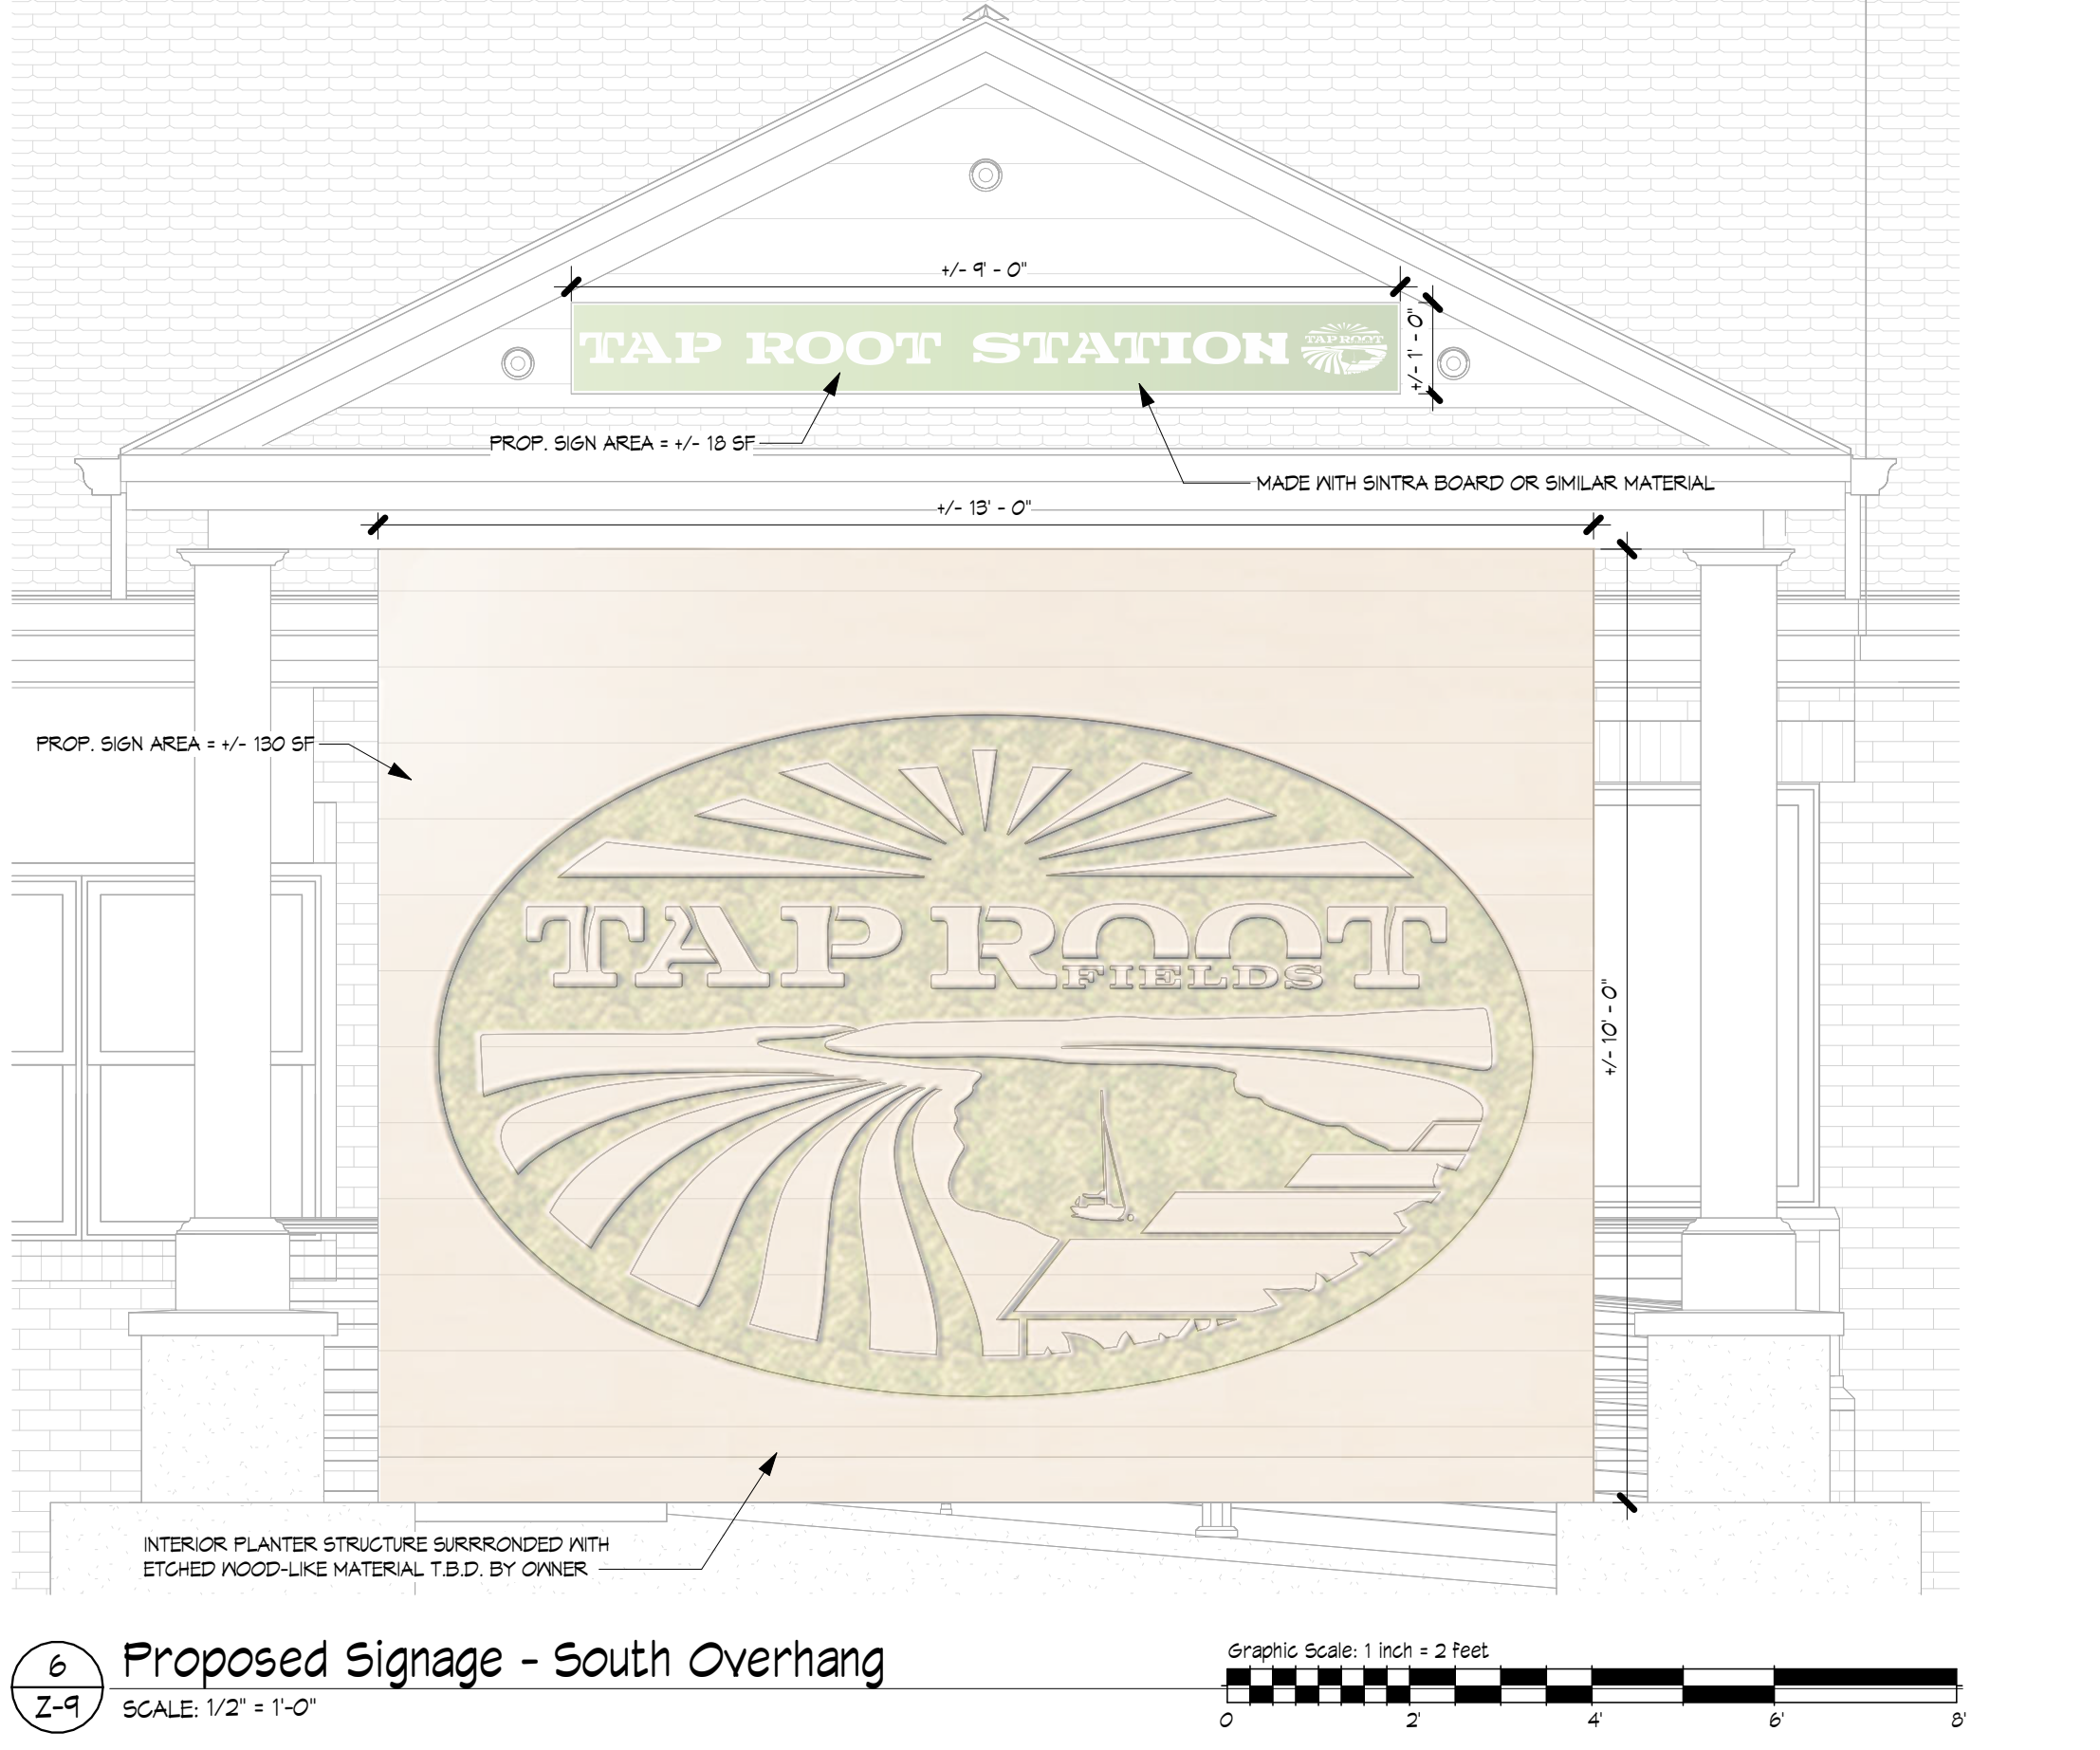 +/- 9' - 0"
TAP ROOT STATION
TAP ROOT
+/- 1' - 0"
PROP. SIGN AREA = +/- 18 SF
MADE WITH SINTRA BOARD OR SIMILAR MATERIAL
+/- 13' - 0"
PROP. SIGN AREA = +/- 130 SF
TAP ROOT
FIELDS
+/- 10' - 0"
INTERIOR PLANTER STRUCTURE SURRRONDED WITH
ETCHED WOOD-LIKE MATERIAL T.B.D. BY OWNER
6
Z-9
Proposed Signage - South Overhang
SCALE: 1/2" = 1'-0"
Graphic Scale: 1 inch = 2 feet
0 2' 4' 6' 8'